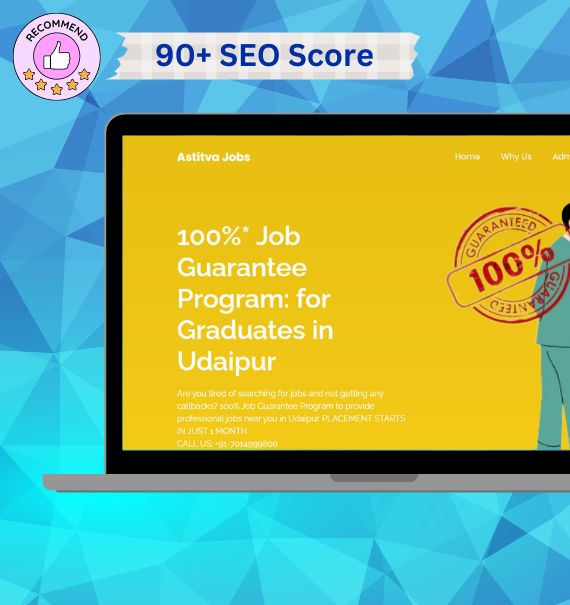 RECOMMEND
90+ SEO Score
Astitva Jobs
Home Why Us Adm
GUARANTEED
100%
GUARANTEED
100%* Job
Guarantee
Program: for
Graduates in
Udaipur
Are you tired of searching for jobs and not getting any
callbacks? 100% Job Guarantee Program to provide
professional jobs near you in Udaipur. PLACEMENT STARTS
IN JUST 1 MONTH.
CALL US: +91-7014999806